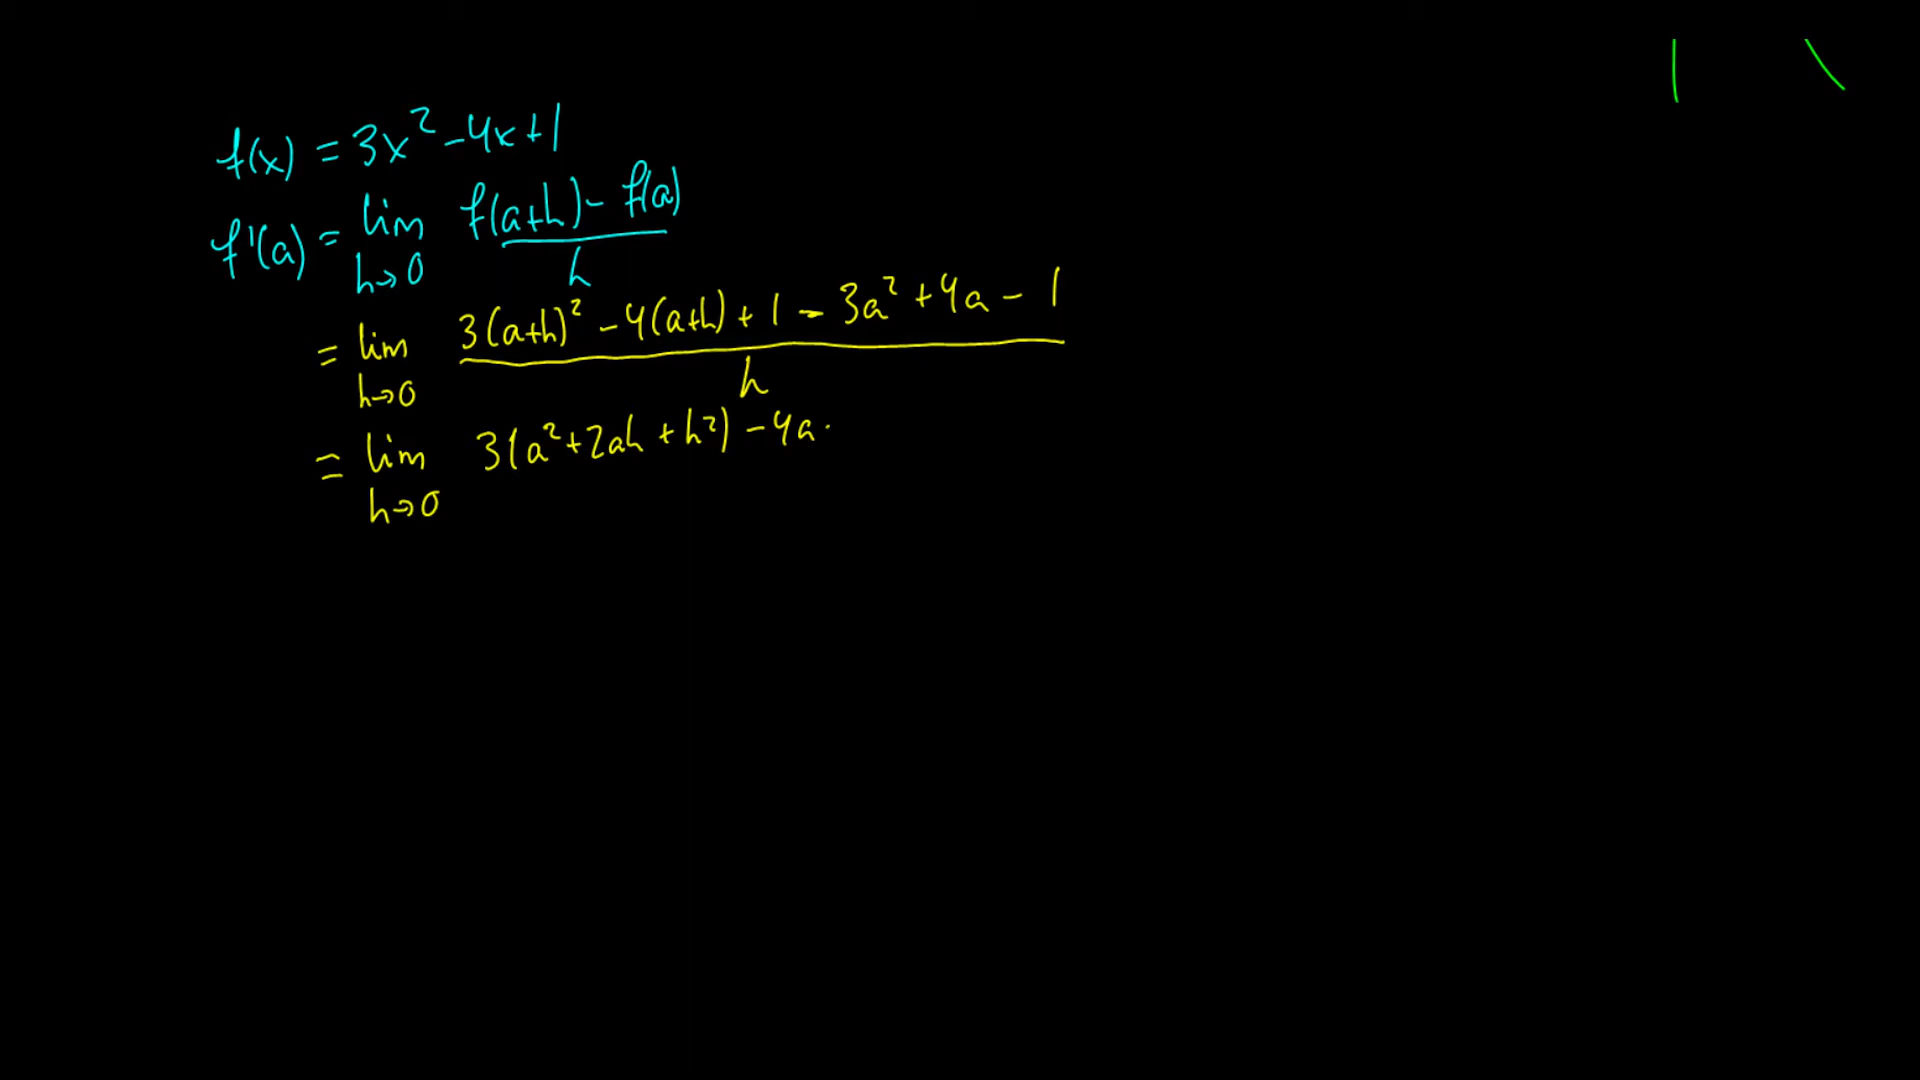 f(x) = 3x² - 4x + 1
f'(a) = lim h→0 f(a+h) - f(a) / h
= lim h→0 3(a+h)² - 4(a+h) + 1 - 3a² + 4a - 1 / h
= lim h→0 3(a² + 2ah + h²) - 4a